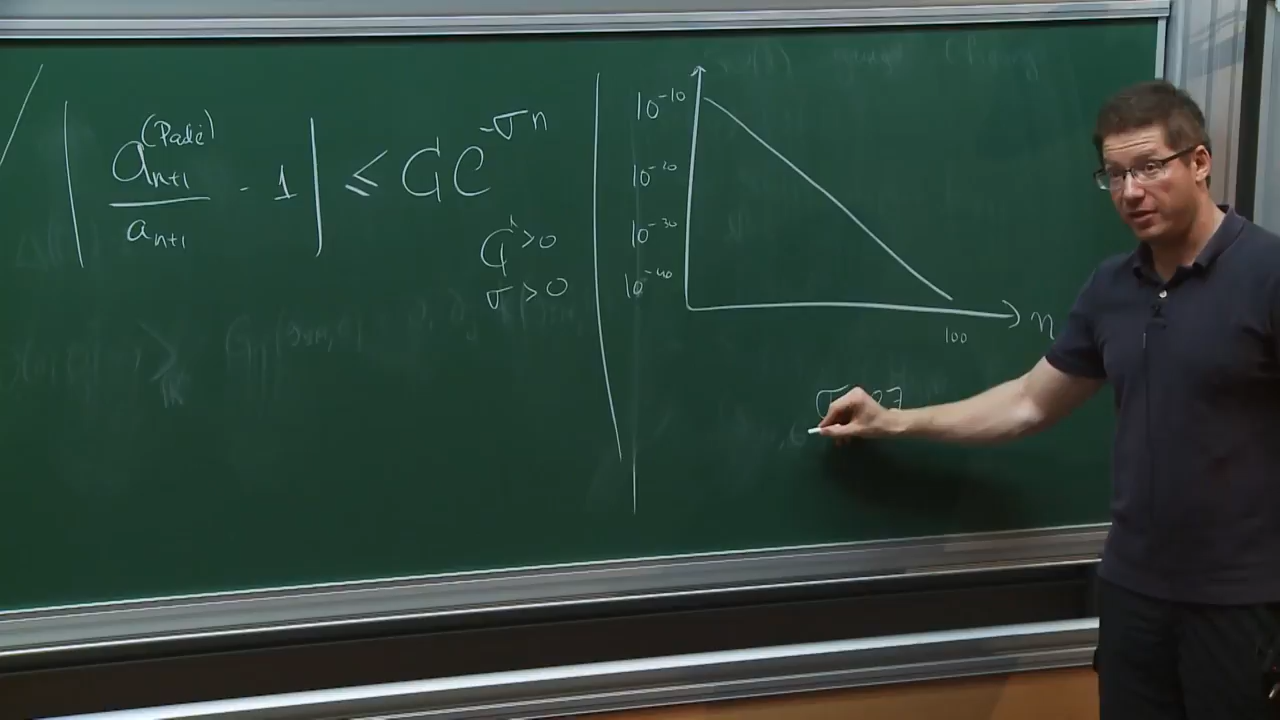 | a_{n+1}^{(Padé)} / a_{n+1} - 1 | ≤ C e^{-σn}
C > 0
σ > 0
10^{-10}
10^{-20}
10^{-30}
10^{-40}
100
n
σ